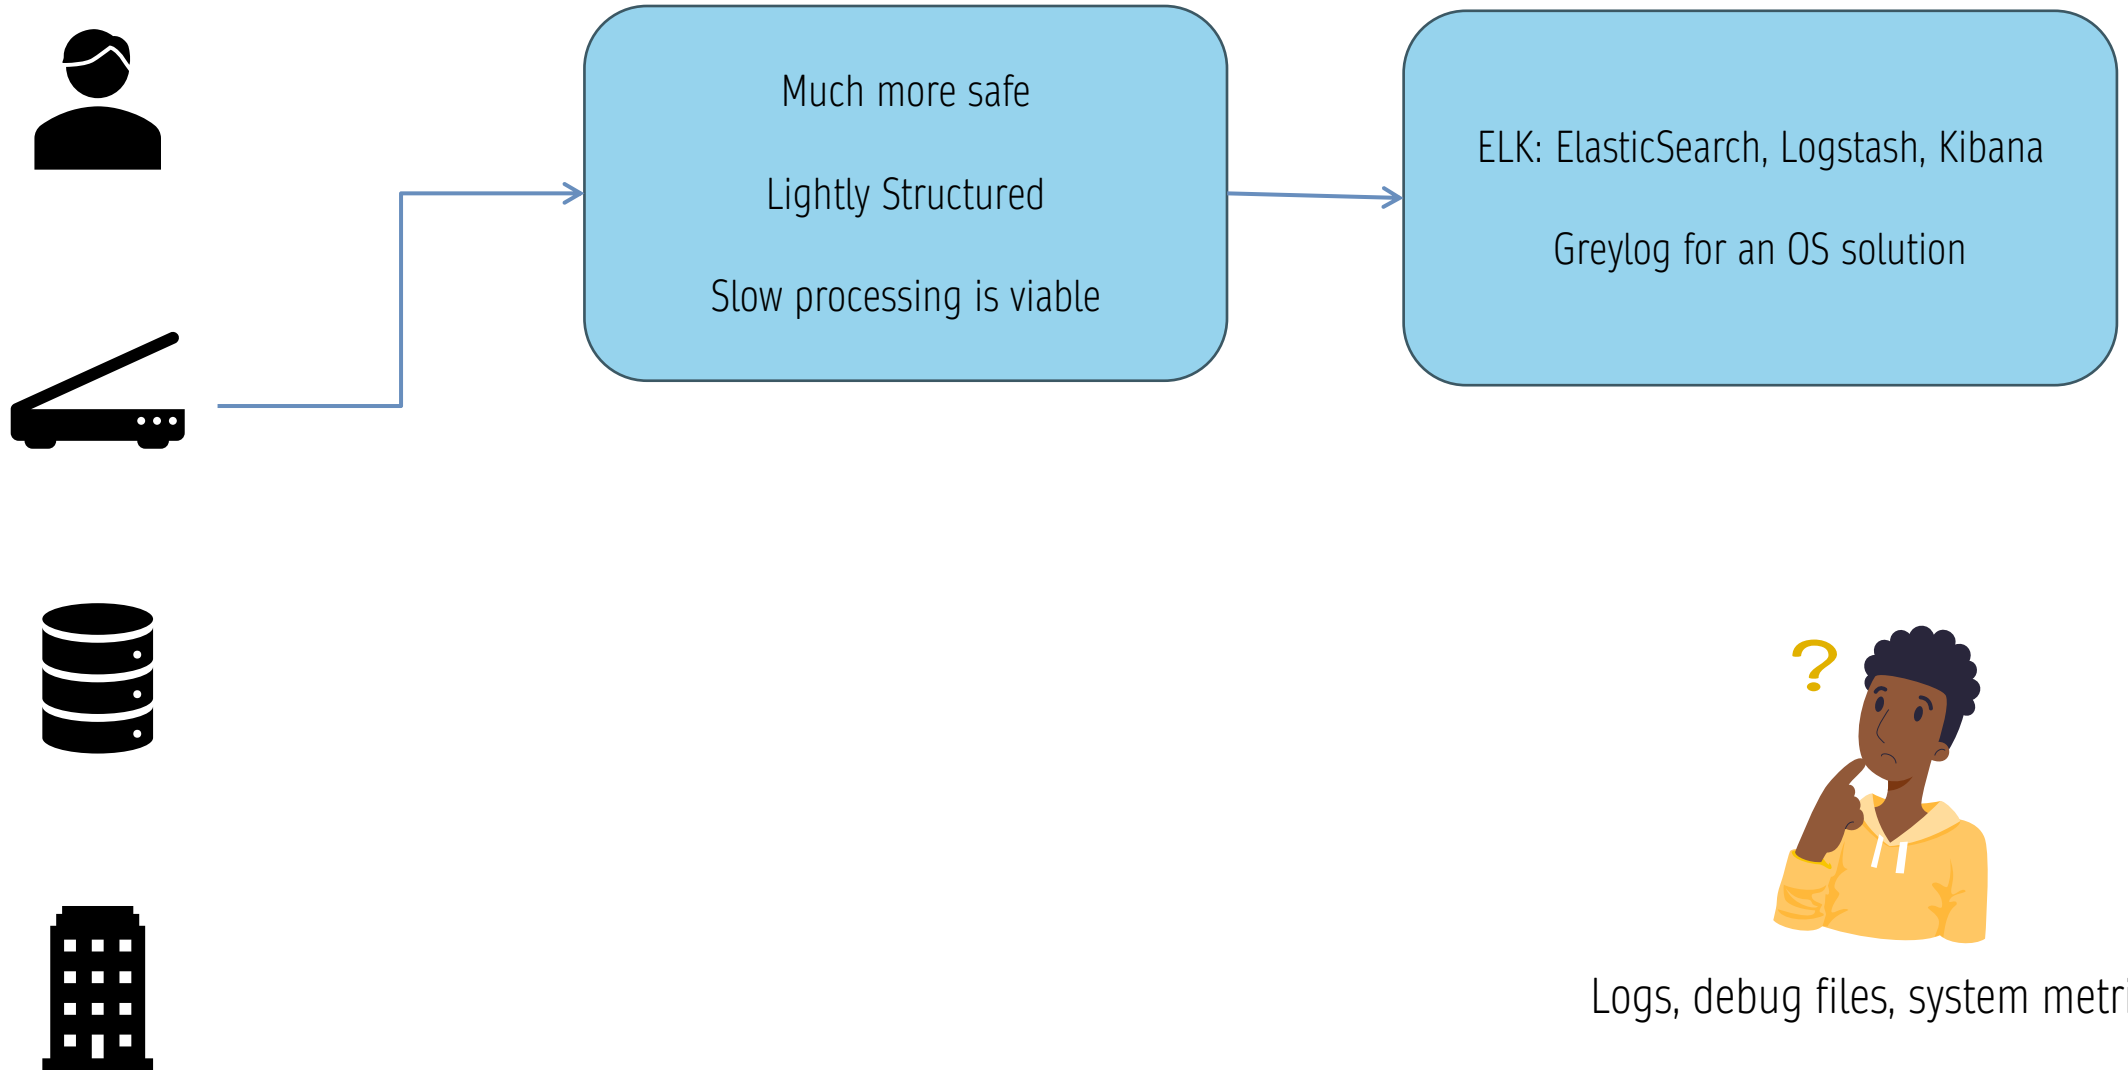 Much more safe
Lightly Structured
Slow processing is viable
ELK: ElasticSearch, Logstash, Kibana
Greylog for an OS solution
?
Logs, debug files, system metri